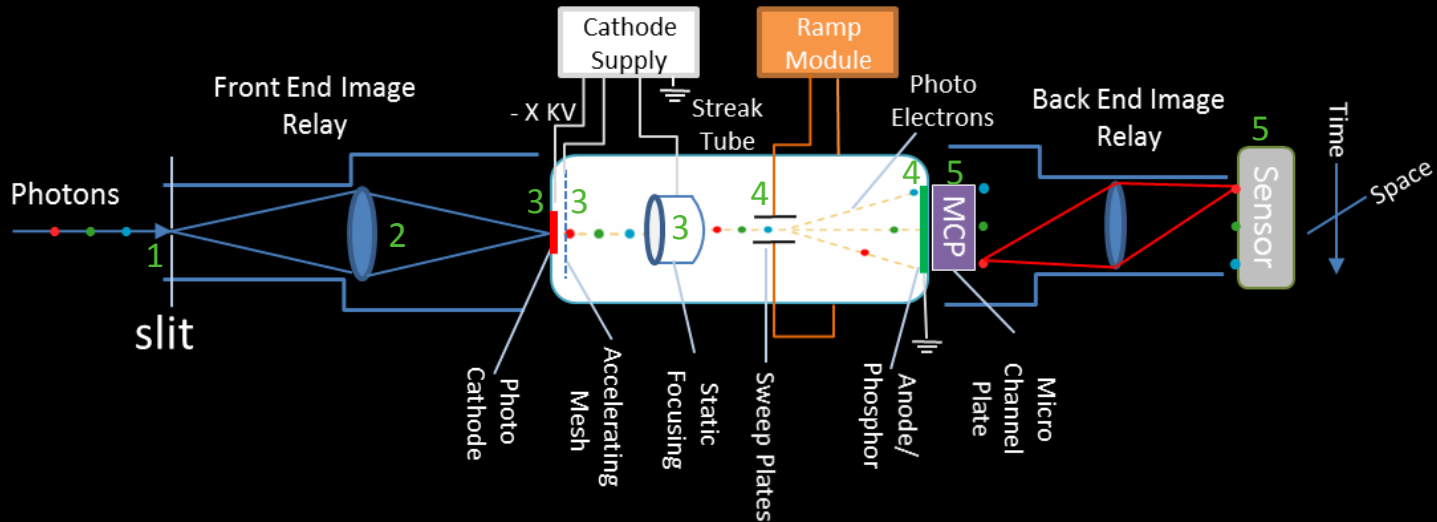 Cathode
Supply
Ramp
Module
Front End Image
Relay
- X KV
Streak
Tube
Photo
Electrons
Back End Image
Relay
5
Time
Space
Photons
1
2
3
3
3
4
4
5
MCP
Sensor
slit
Photo
Cathode
Accelerating
Mesh
Static
Focusing
Sweep Plates
Anode/
Phosphor
Micro
Channel
Plate